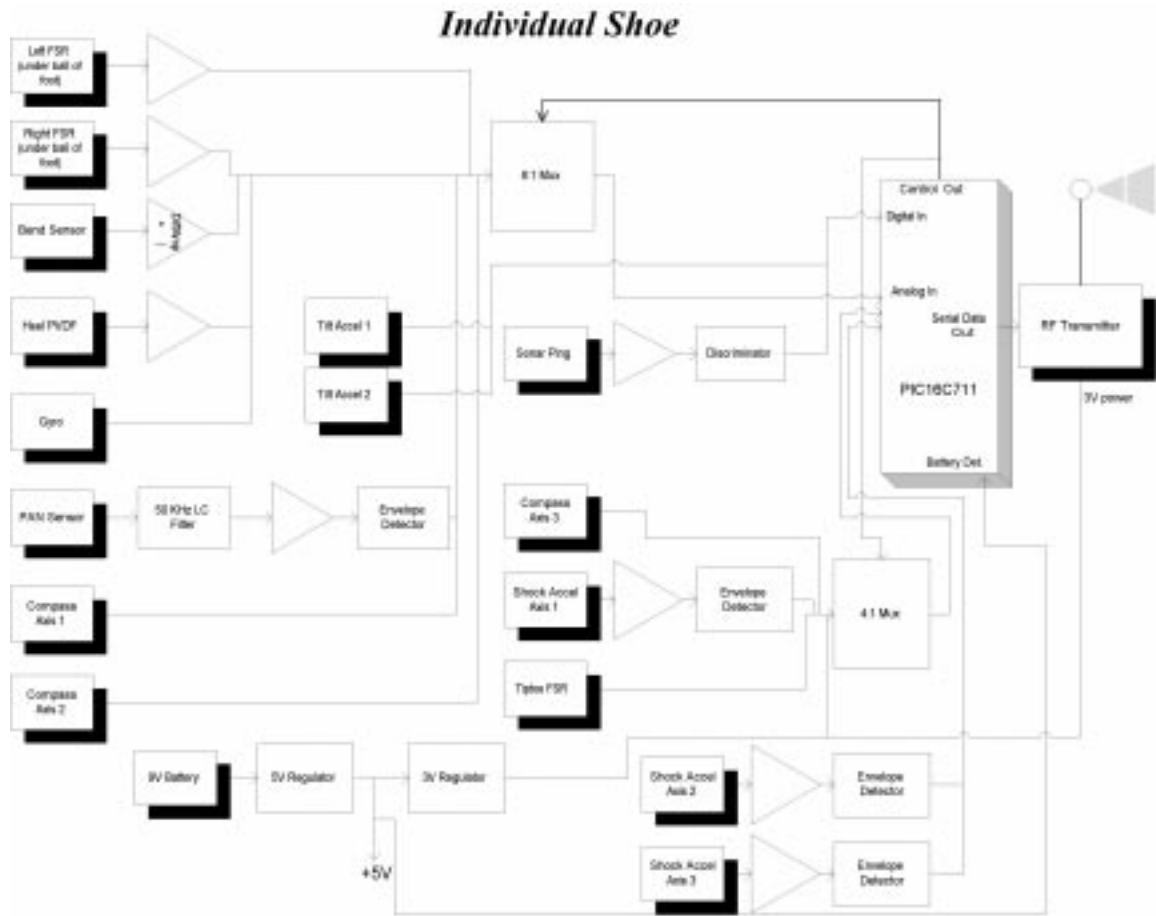 Individual Shoe
Left FSR
(under ball of
foot)
Right FSR
(under ball of
foot)
8:1 Mux
Control Out
Digital In
Bend Sensor
Analog In
Serial Data
Out
RF Transmitter
Heel PVDF
Tilt Accel 1
Sonar Ping
Discriminator
Tilt Accel 2
PIC16C711
3V power
Gyro
Battery Det.
PAN Sensor
50 KHz LC
Filter
Envelope
Detector
Compass
Axis 3
Compass
Axis 1
Shock Accel
Axis 1
Envelope
Detector
4:1 Mux
Compass
Axis 2
Tiptoe FSR
9V Battery
5V Regulator
3V Regulator
Shock Accel
Axis 2
Envelope
Detector
+5V
Shock Accel
Axis 3
Envelope
Detector